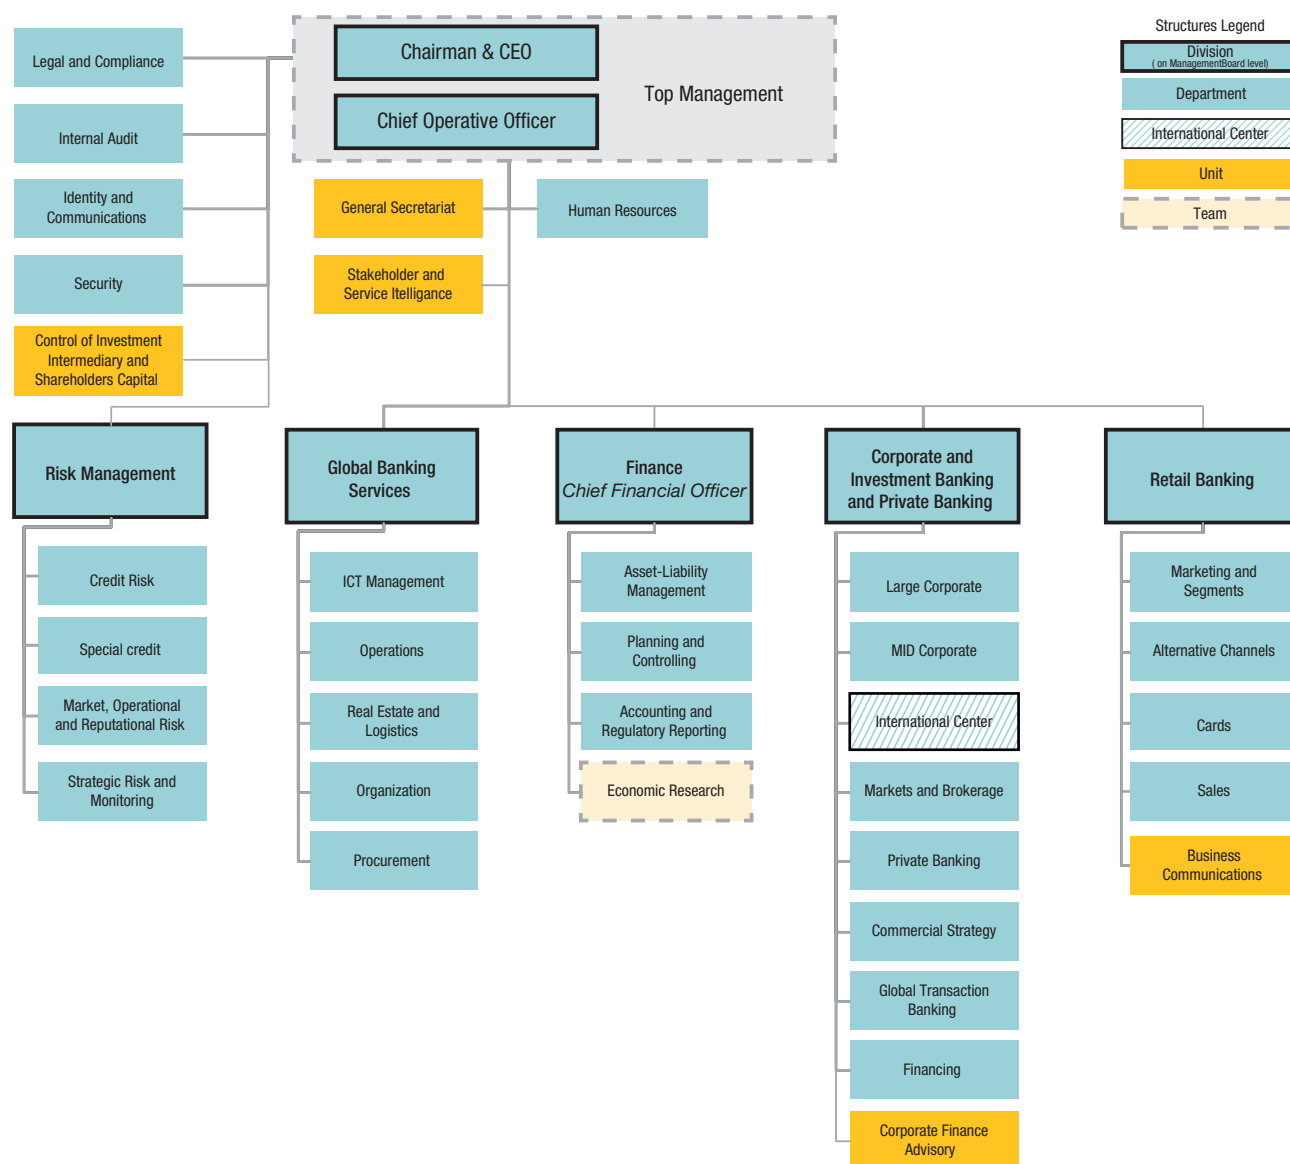 Structures Legend
Division
( on ManagementBoard level)
Department
International Center
Unit
Team
Chairman & CEO
Chief Operative Officer
Top Management
Legal and Compliance
Internal Audit
Identity and
Communications
Security
Control of Investment
Intermediary and
Shareholders Capital
General Secretariat
Human Resources
Stakeholder and
Service Itelligance
Risk Management
Credit Risk
Special credit
Market, Operational
and Reputational Risk
Strategic Risk and
Monitoring
Global Banking
Services
ICT Management
Operations
Real Estate and
Logistics
Organization
Procurement
Finance
Chief Financial Officer
Asset-Liability
Management
Planning and
Controlling
Accounting and
Regulatory Reporting
Economic Research
Corporate and
Investment Banking
and Private Banking
Large Corporate
MID Corporate
International Center
Markets and Brokerage
Private Banking
Commercial Strategy
Global Transaction
Banking
Financing
Corporate Finance
Advisory
Retail Banking
Marketing and
Segments
Alternative Channels
Cards
Sales
Business
Communications